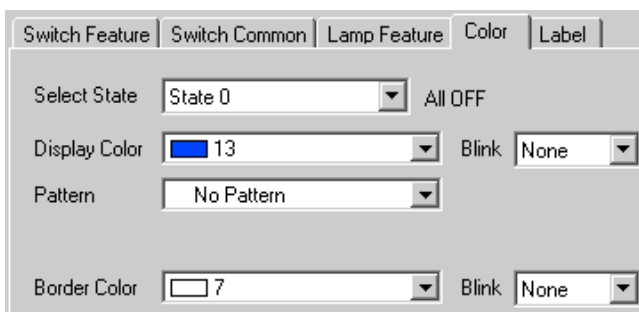 Switch Feature Switch Common Lamp Feature Color Label
Select State State 0 All OFF
Display Color 13 Blink None
Pattern No Pattern
Border Color 7 Blink None